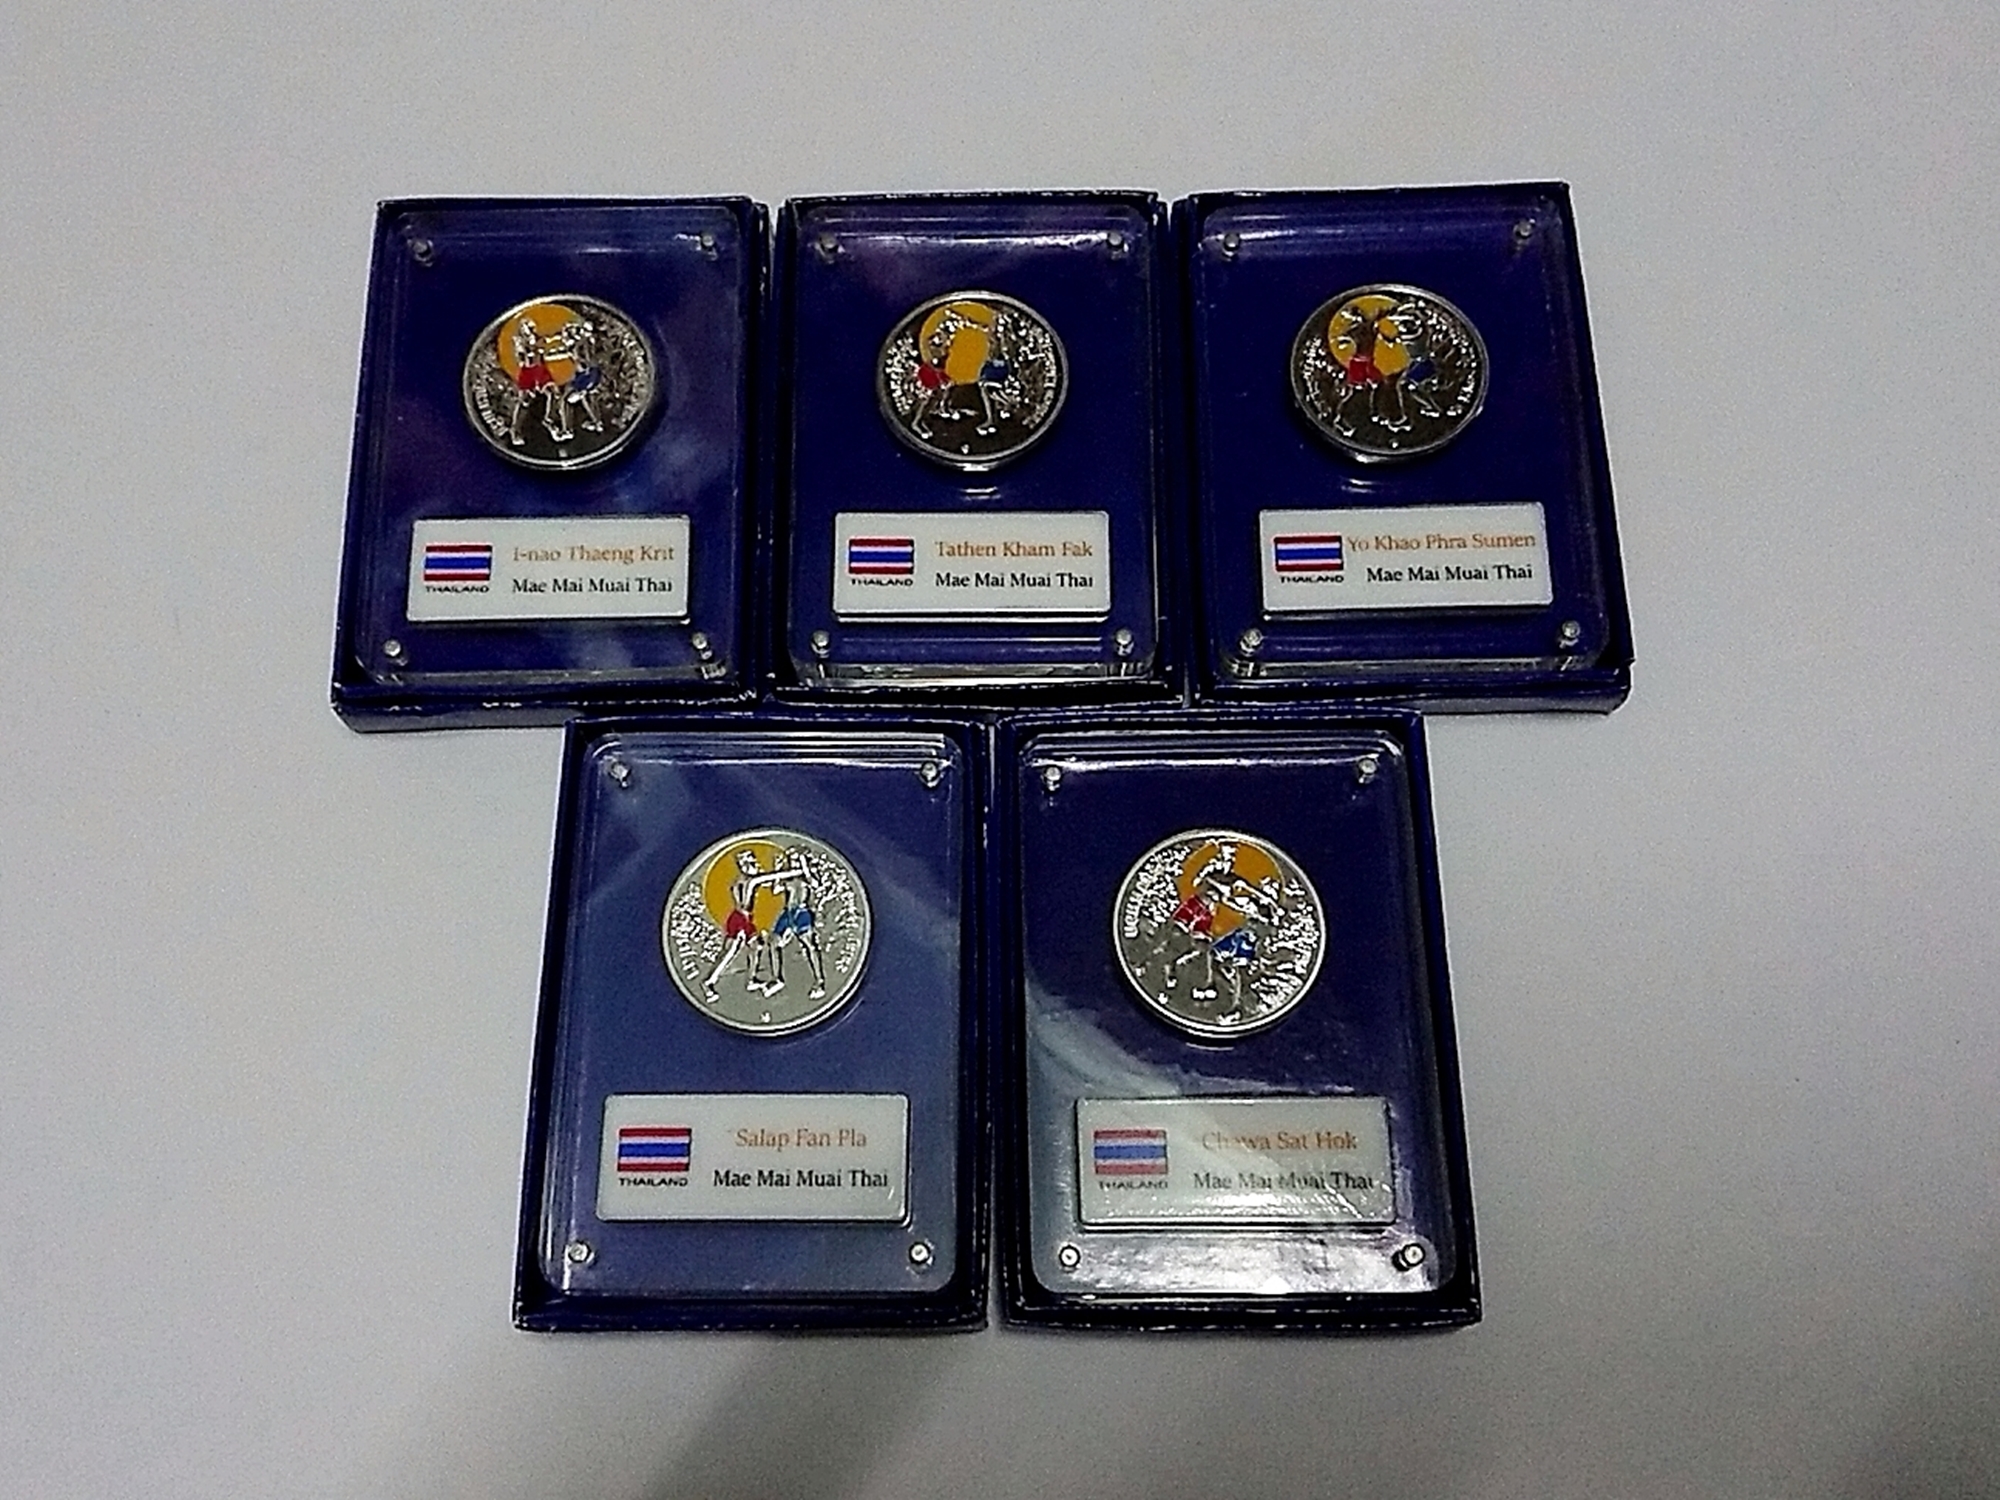 I-nao Thaeng Krit
THAILAND
Mae Mai Muai Thai
Tathen Kham Fak
THAILAND
Mae Mai Muai Thai
Yo Khao Phra Sumen
THAILAND
Mae Mai Muai Thai
Salap Fan Pla
THAILAND
Mae Mai Muai Thai
Chawa Sat Hok
THAILAND
Mae Mai Muai Thai